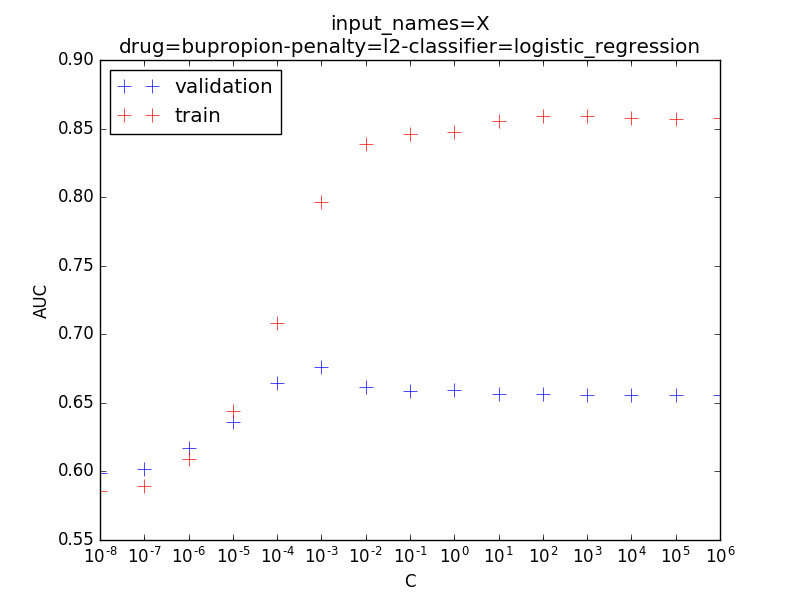 input_names=X
drug=bupropion-penalty=l2-classifier=logistic_regression
validation
train
0.90
0.85
0.80
0.75
0.70
0.65
0.60
0.55
AUC
10⁻⁸ 10⁻⁷ 10⁻⁶ 10⁻⁵ 10⁻⁴ 10⁻³ 10⁻² 10⁻¹ 10⁰ 10¹ 10² 10³ 10⁴ 10⁵ 10⁶
C